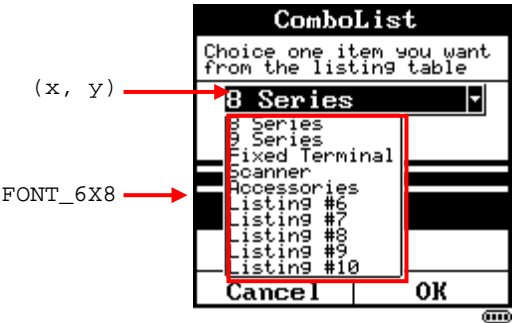 ComboList
Choice one item you want
from the listing table
(x, y)
8 Series
8 Series
9 Series
Fixed Terminal
Scanner
Accessories
FONT_6X8
Listing #6
Listing #7
Listing #8
Listing #9
Listing #10
Cancel OK